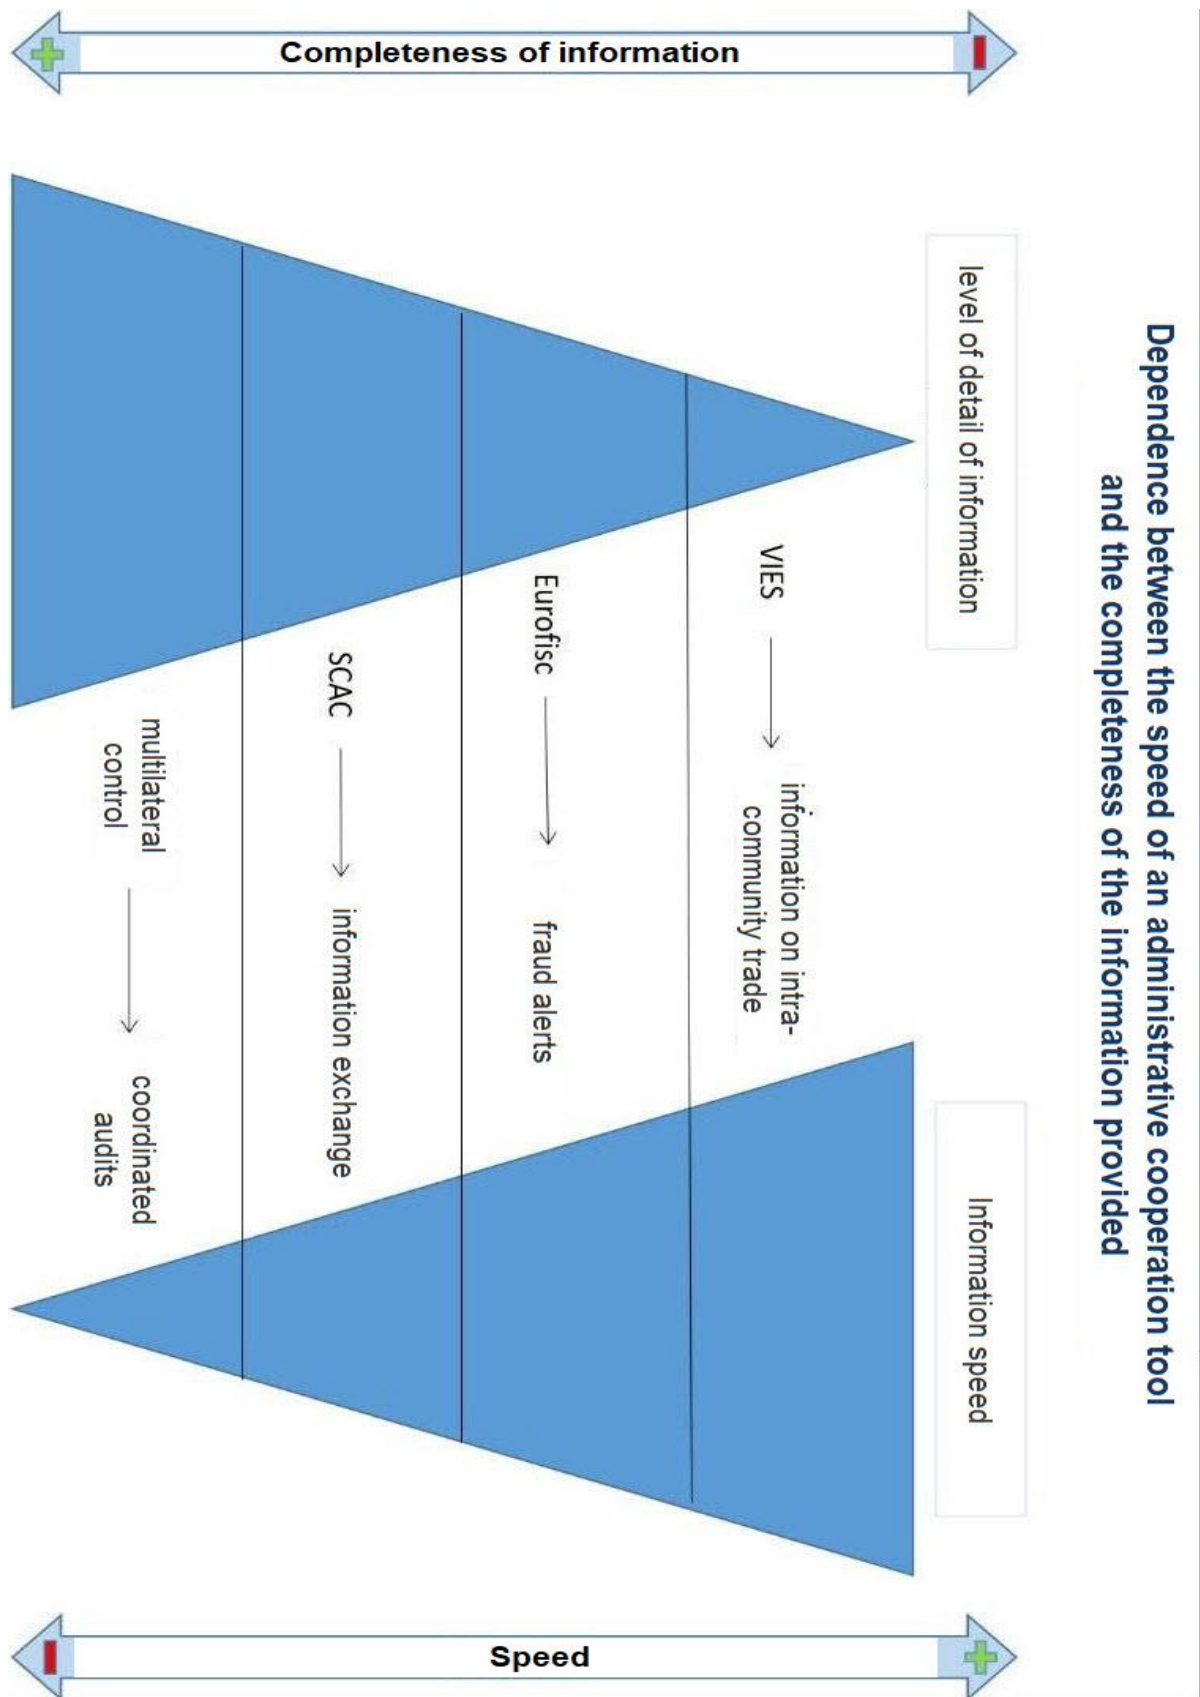 Dependence between the speed of an administrative cooperation tool
and the completeness of the information provided
level of detail of information
Information speed
Completeness of information
Speed
VIES
information on intra-
community trade
Eurofisc
fraud alerts
SCAC
information exchange
multilateral
control
coordinated
audits